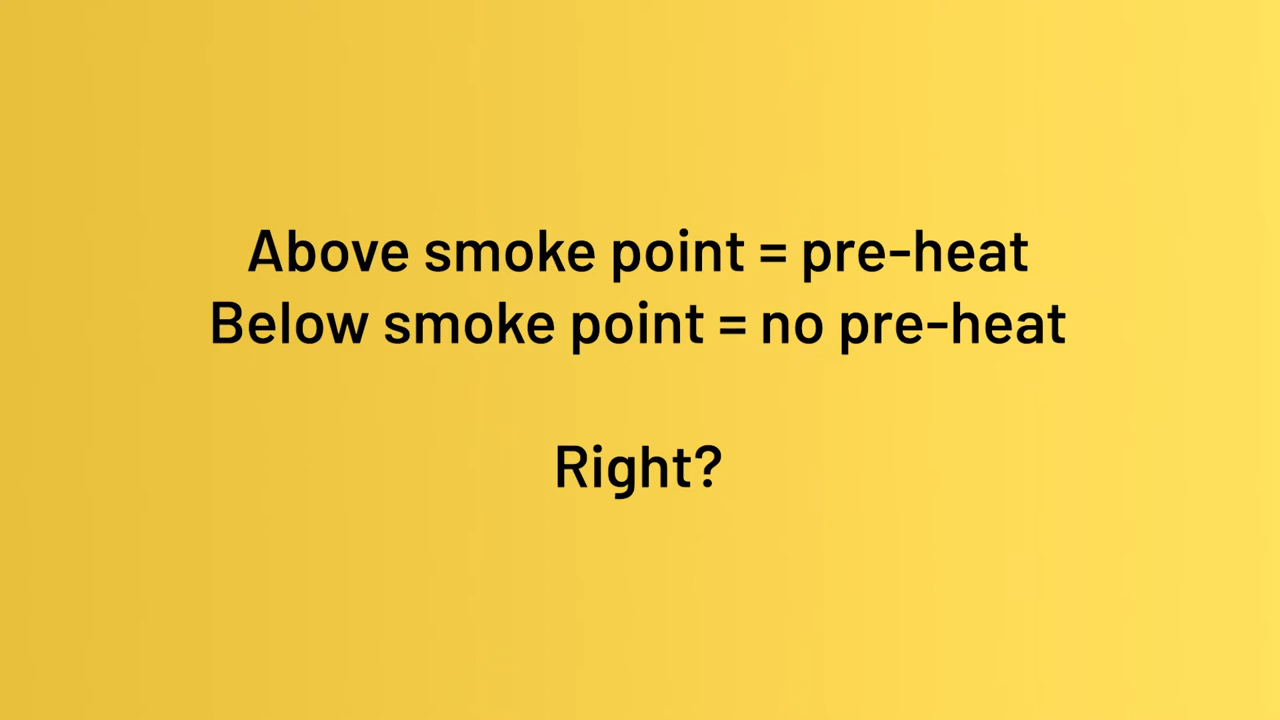 Above smoke point = pre-heat
Below smoke point = no pre-heat
Right?